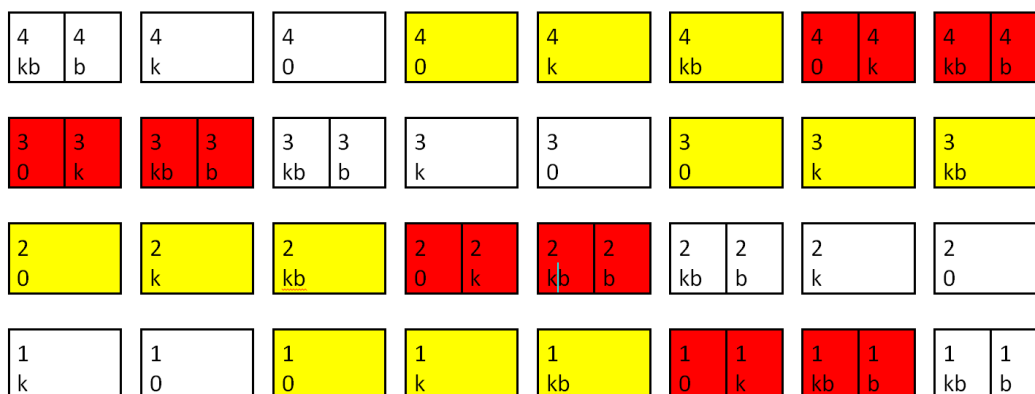 4 4 4 4 4 4 4 4 4 4
kb b k 0 0 k kb 0 k kb b
3 3 3 3 3 3 3 3 3 3 3
0 k kb b kb b k 0 0 k kb
2 2 2 2 2 2 2 2 2 2 2
0 k kb 0 k kb b kb b k 0
1 1 1 1 1 1 1 1 1 1 1
k 0 0 k kb 0 k kb b kb b